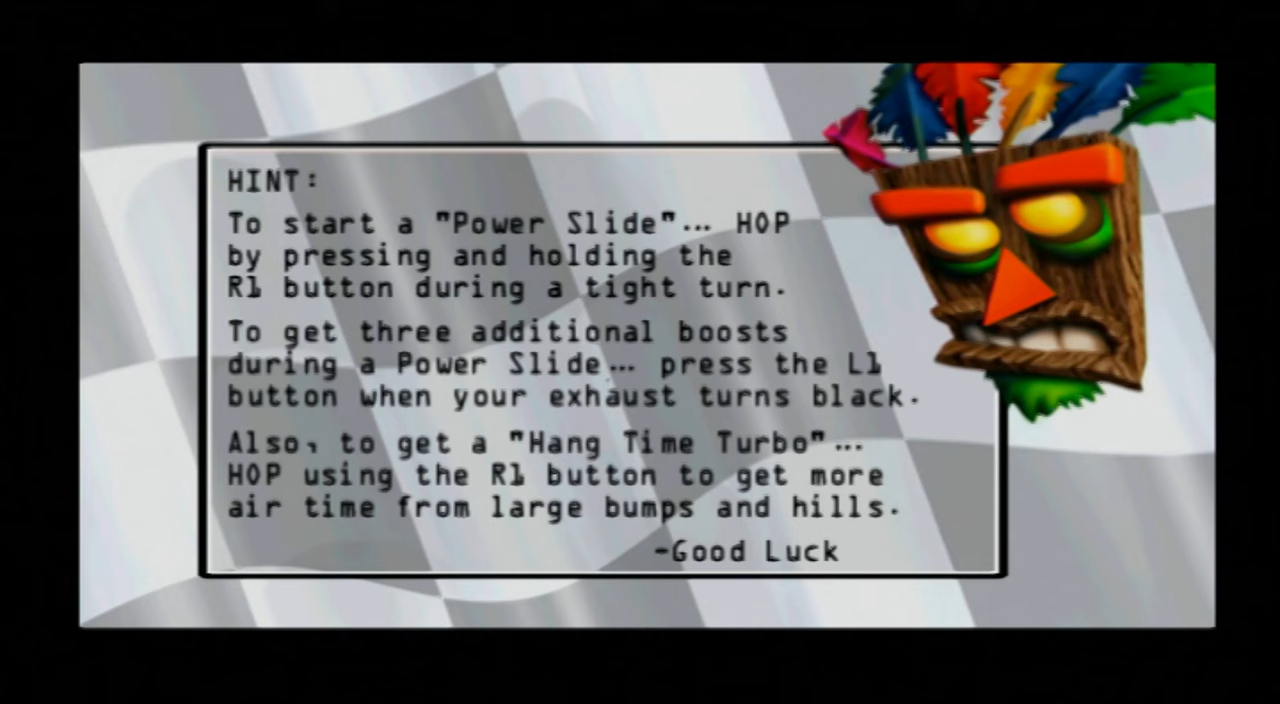 HINT:
To start a "Power Slide"... HOP
by pressing and holding the
R1 button during a tight turn.
To get three additional boosts
during a Power Slide... press the L1
button when your exhaust turns black.
Also, to get a "Hang Time Turbo"...
HOP using the R1 button to get more
air time from large bumps and hills.
-Good Luck